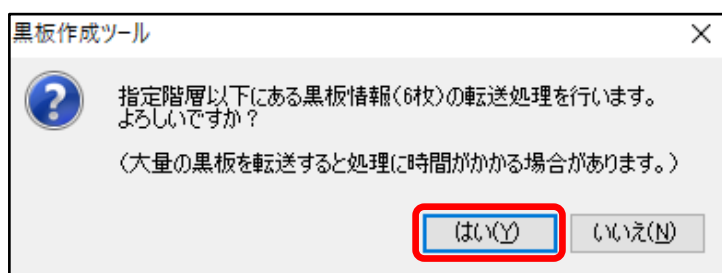 黒板作成ツール
指定階層以下にある黒板情報(6枚)の転送処理を行います。
よろしいですか？
(大量の黒板を転送すると処理に時間がかかる場合があります。)
はい(Y)
いいえ(N)